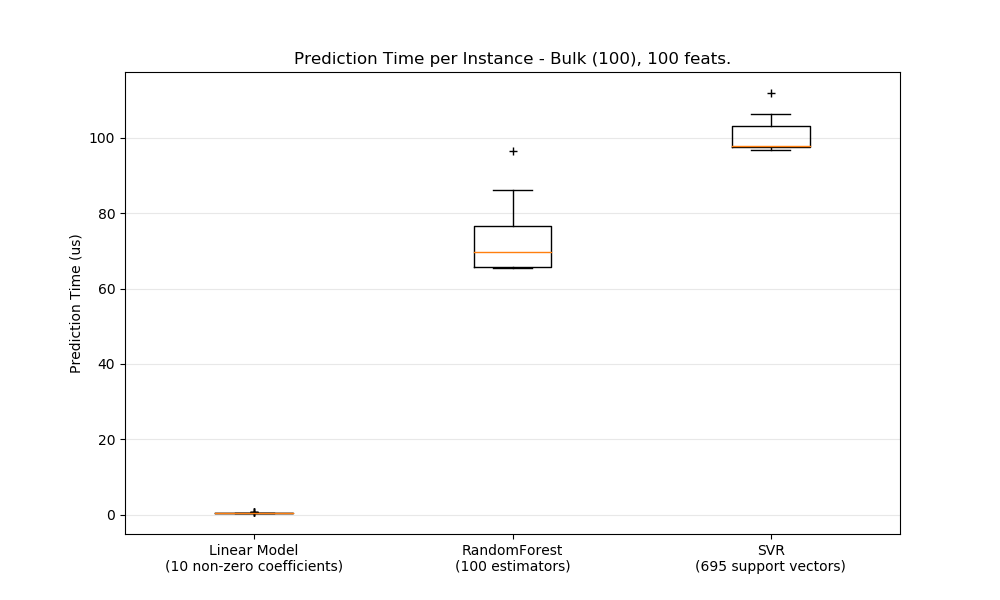 Prediction Time per Instance - Bulk (100), 100 feats.
Prediction Time (us)
100
80
60
40
20
0
Linear Model
(10 non-zero coefficients)
RandomForest
(100 estimators)
SVR
(695 support vectors)